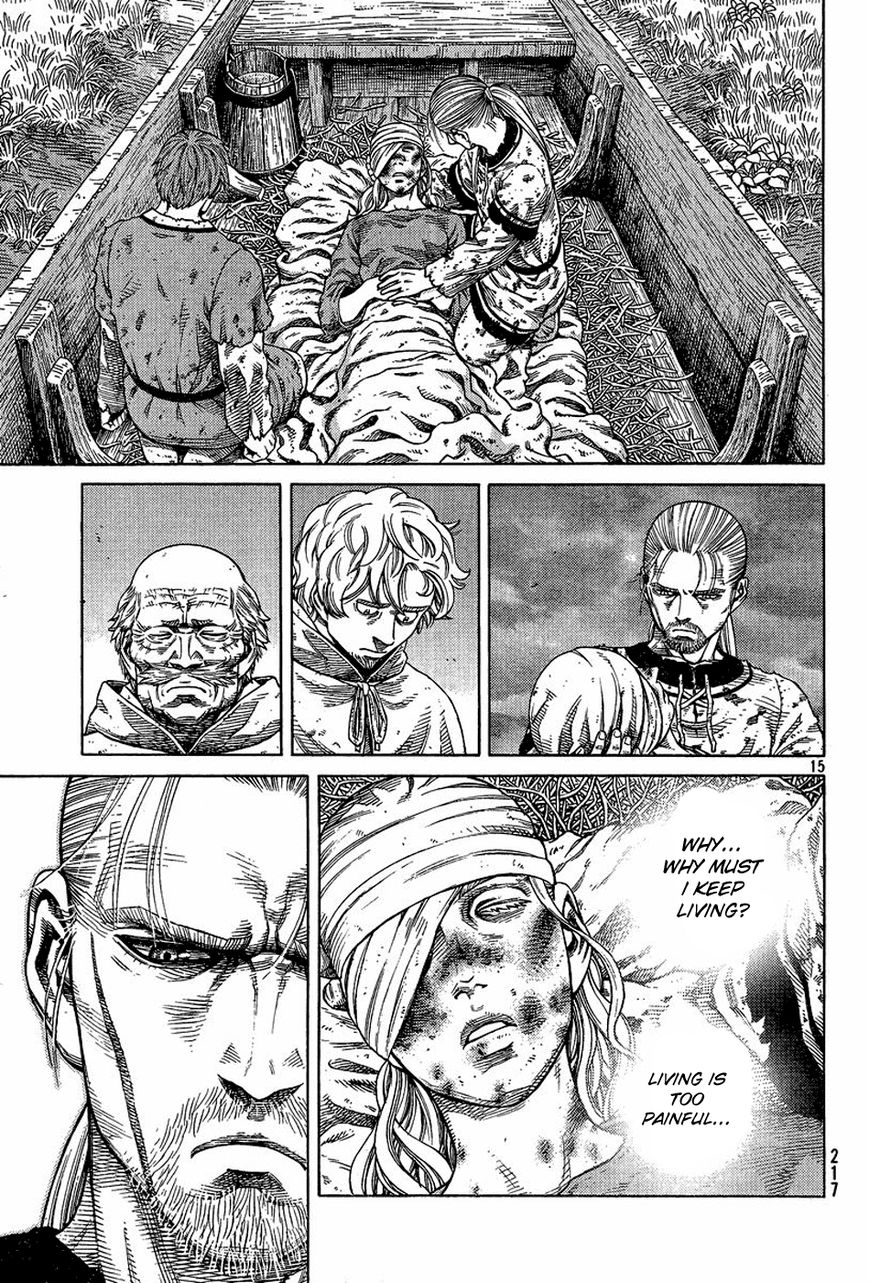 15
WHY...
WHY MUST
I KEEP
LIVING?
LIVING IS
TOO
PAINFUL...
217